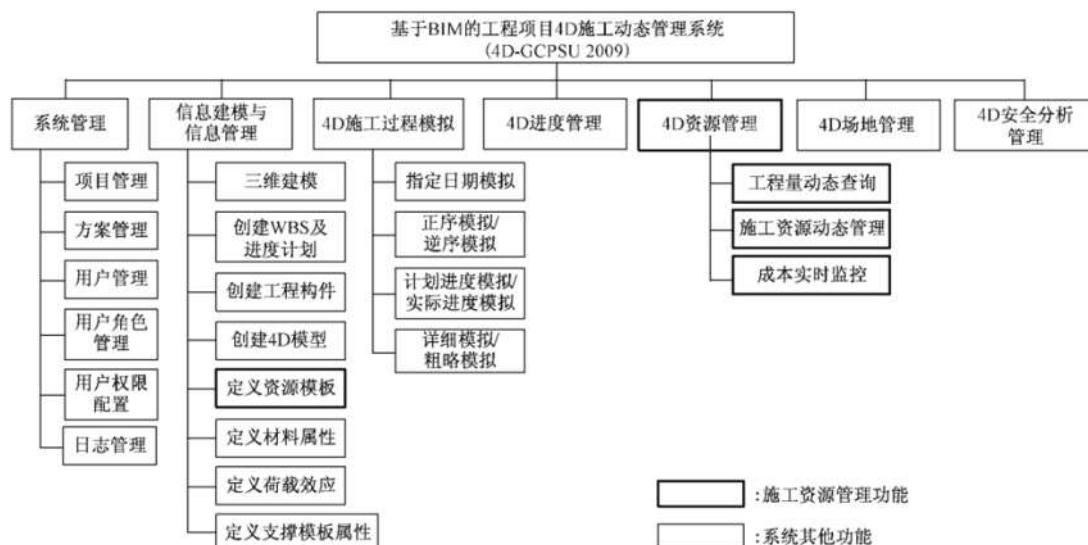 基于BIM的工程项目4D施工动态管理系统
(4D-GCPSU 2009)
系统管理
信息建模与
信息管理
4D施工过程模拟
4D进度管理
4D资源管理
4D场地管理
4D安全分析
管理
项目管理
方案管理
用户管理
用户角色
管理
用户权限
配置
日志管理
三维建模
创建WBS及
进度计划
创建工程构件
创建4D模型
定义资源模板
定义材料属性
定义荷载效应
定义支撑模板属性
指定日期模拟
正序模拟/
逆序模拟
计划进度模拟/
实际进度模拟
详细模拟/
粗略模拟
工程量动态查询
施工资源动态管理
成本实时监控
:施工资源管理功能
:系统其他功能